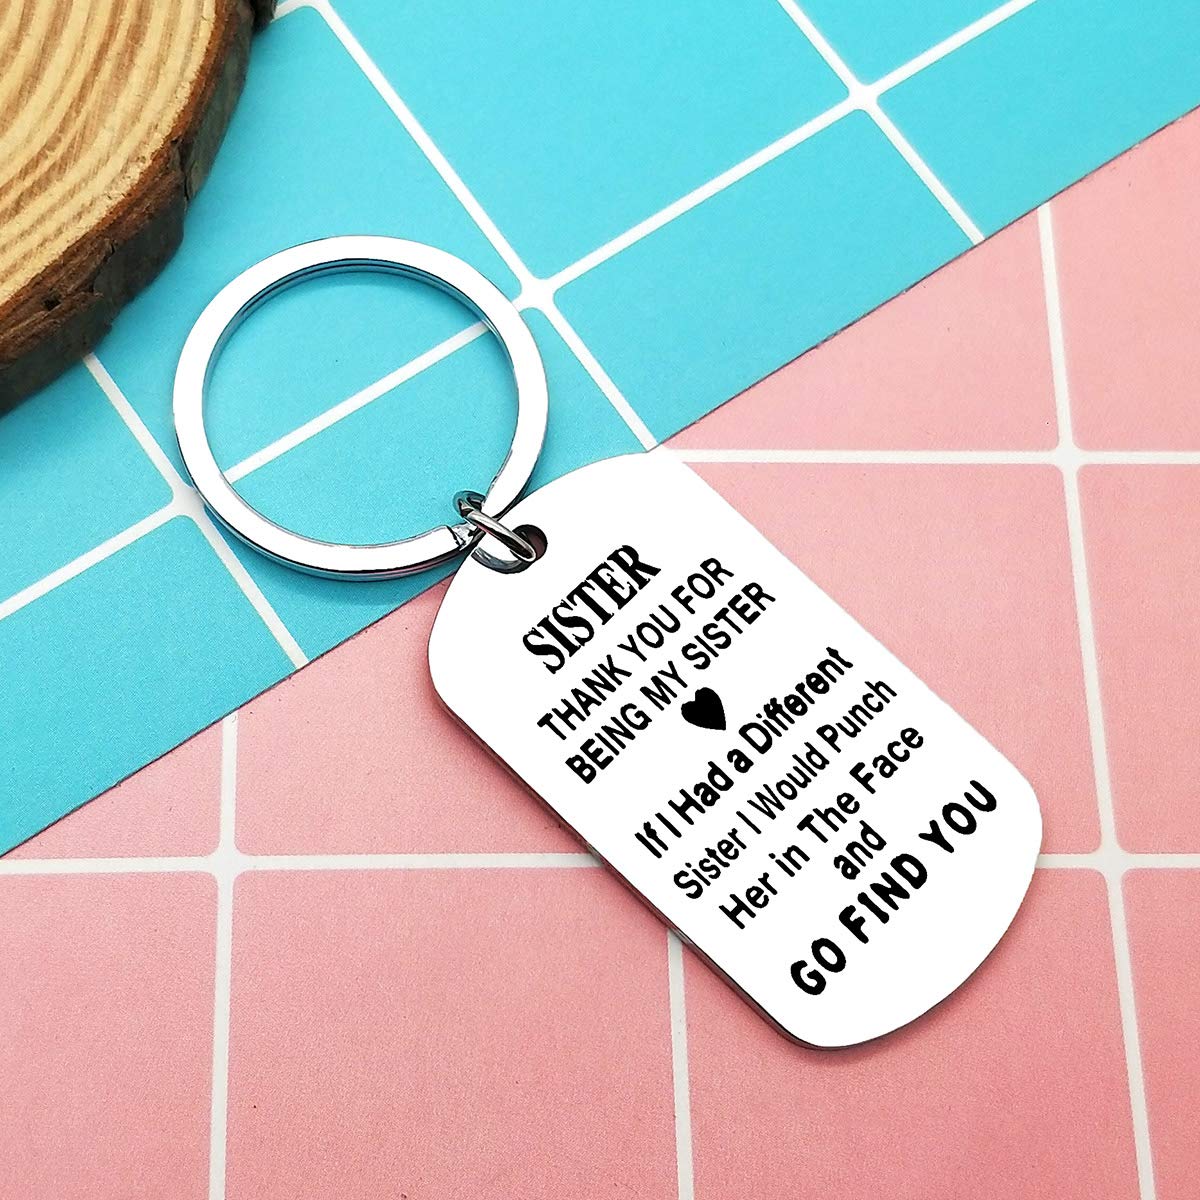 SISTER
THANK YOU FOR
BEING MY SISTER
If I Had a Different
Sister I Would Punch
Her in The Face
and
GO FIND YOU